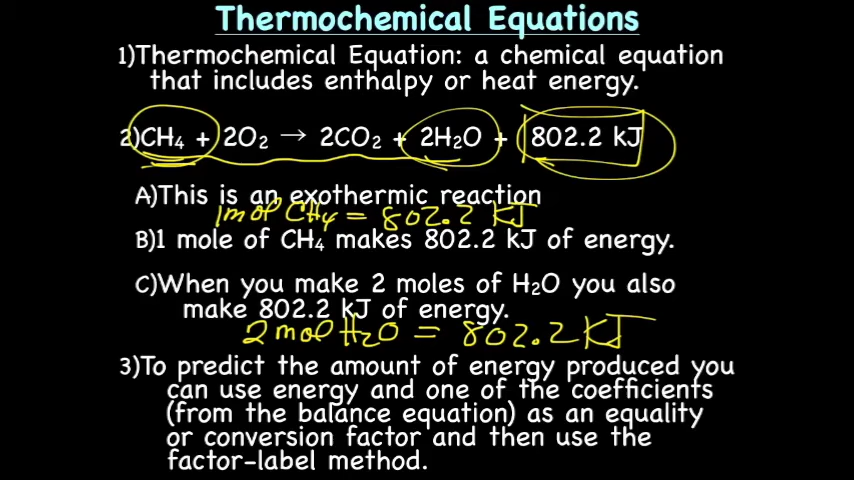 Thermochemical Equations
1)Thermochemical Equation: a chemical equation
that includes enthalpy or heat energy.
2)CH₄ + 2O₂ → 2CO₂ + 2H₂O + 802.2 kJ
A)This is an exothermic reaction
1mol CH₄ = 802.2 KJ
B)1 mole of CH₄ makes 802.2 kJ of energy.
C)When you make 2 moles of H₂O you also
make 802.2 kJ of energy.
2mol H₂O = 802.2 KJ
3)To predict the amount of energy produced you
can use energy and one of the coefficients
(from the balance equation) as an equality
or conversion factor and then use the
factor-label method.